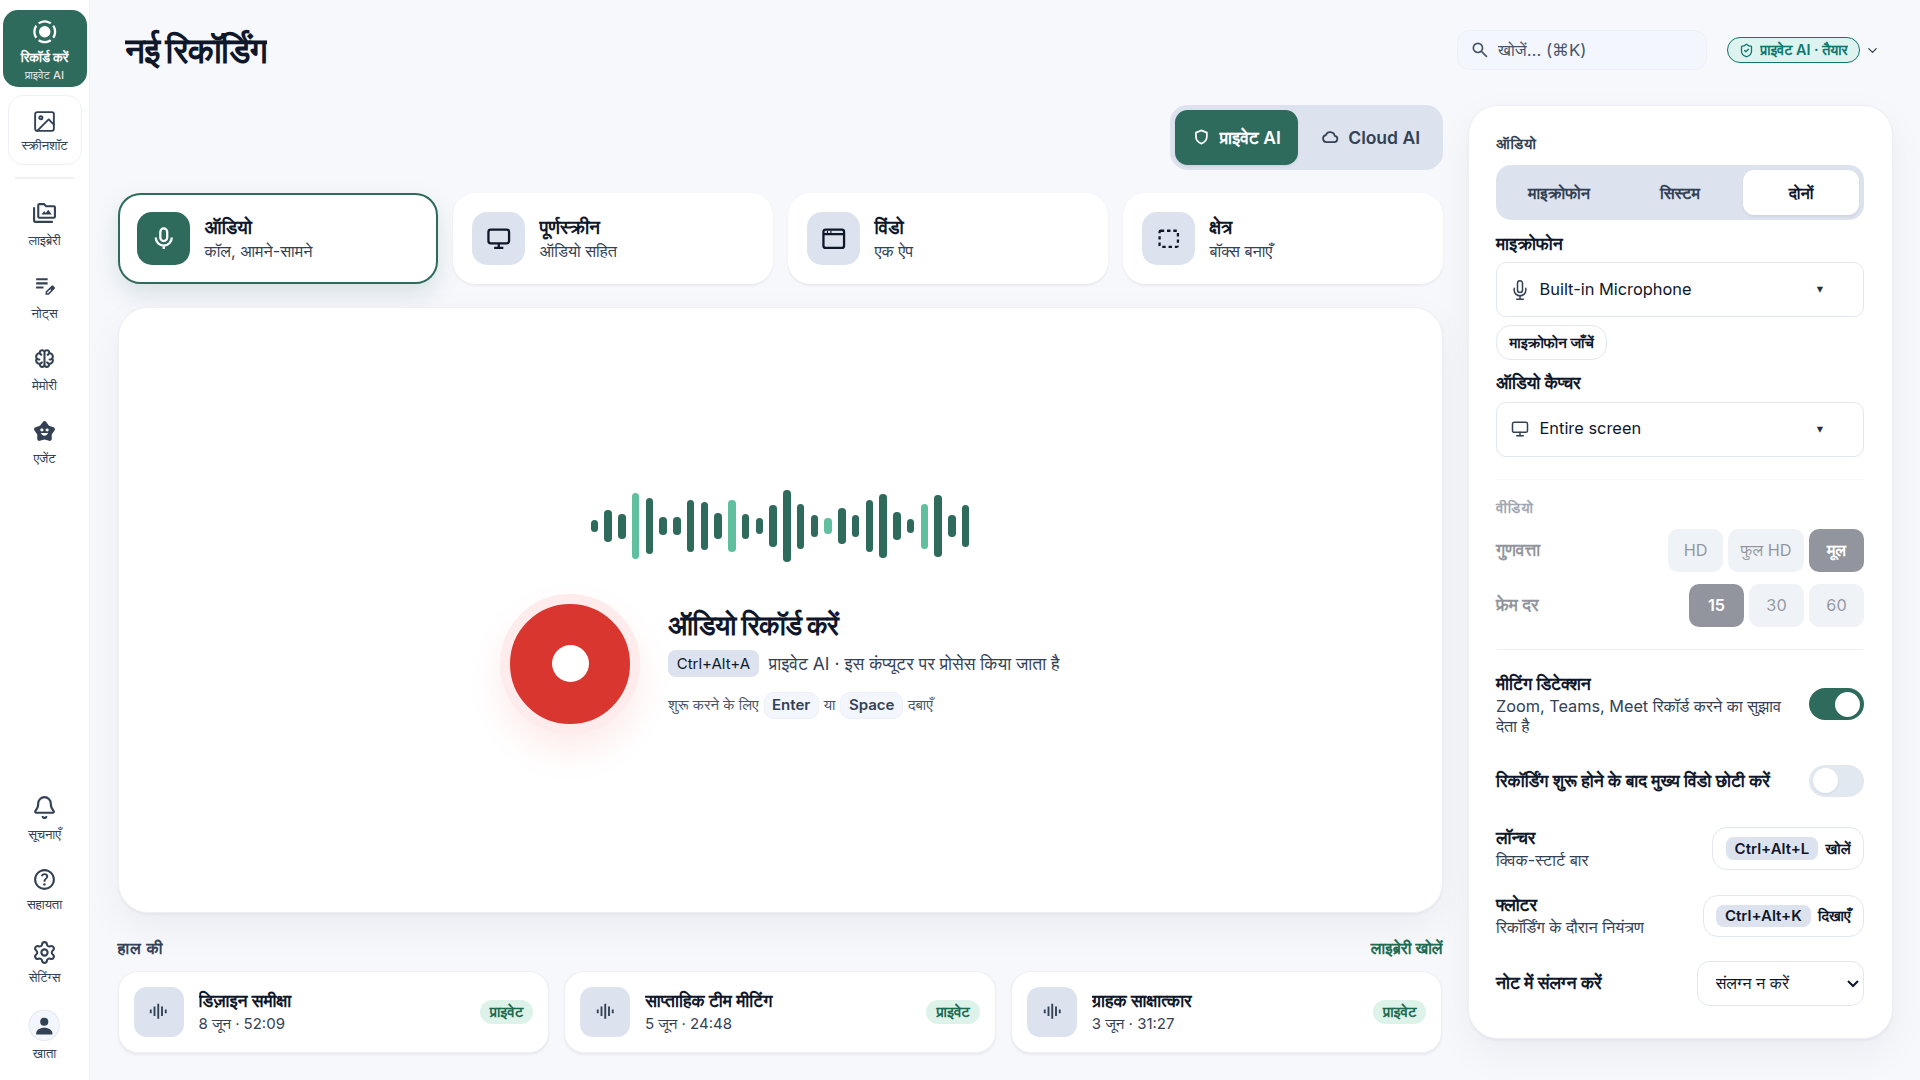 रिकॉर्ड करें
प्राइवेट AI
स्क्रीनशॉट
लाइब्रेरी
नोट्स
मेमोरी
एजेंट
सूचनाएँ
सहायता
सेटिंग्स
खाता
नई रिकॉर्डिंग
खोजें... (⌘K)
प्राइवेट AI · तैयार
प्राइवेट AI
Cloud AI
ऑडियो
कॉल, आमने-सामने
पूर्णस्क्रीन
ऑडियो सहित
विंडो
एक ऐप
क्षेत्र
बॉक्स बनाएँ
ऑडियो रिकॉर्ड करें
Ctrl+Alt+A प्राइवेट AI · इस कंप्यूटर पर प्रोसेस किया जाता है
शुरू करने के लिए Enter या Space दबाएँ
हाल की
लाइब्रेरी खोलें
डिज़ाइन समीक्षा
8 जून · 52:09
प्राइवेट
साप्ताहिक टीम मीटिंग
5 जून · 24:48
प्राइवेट
ग्राहक साक्षात्कार
3 जून · 31:27
प्राइवेट
ऑडियो
माइक्रोफोन सिस्टम दोनों
माइक्रोफोन
Built-in Microphone
माइक्रोफोन जाँचें
ऑडियो कैप्चर
Entire screen
वीडियो
गुणवत्ता HD फुल HD मूल
फ्रेम दर 15 30 60
मीटिंग डिटेक्शन
Zoom, Teams, Meet रिकॉर्ड करने का सुझाव
देता है
रिकॉर्डिंग शुरू होने के बाद मुख्य विंडो छोटी करें
लॉन्चर
क्विक-स्टार्ट बार
Ctrl+Alt+L खोलें
फ्लोटर
रिकॉर्डिंग के दौरान नियंत्रण
Ctrl+Alt+K दिखाएँ
नोट में संलग्न करें
संलग्न न करें